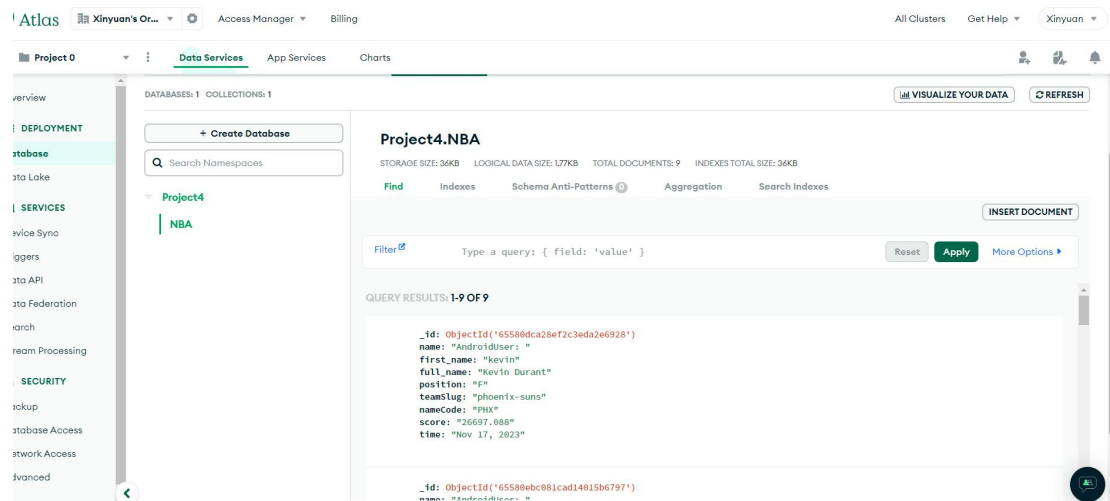 Atlas
Xinyuan's Or...
Access Manager
Billing
All Clusters
Get Help
Xinyuan
Project 0
Data Services
App Services
Charts
verview
DEPLOYMENT
atabase
ata Lake
SERVICES
evice Sync
iggers
ata API
ata Federation
earch
ream Processing
SECURITY
ackup
atabase Access
etwork Access
dvanced
DATABASES: 1 COLLECTIONS: 1
VISUALIZE YOUR DATA
REFRESH
+ Create Database
Search Namespaces
Project4
NBA
Project4.NBA
STORAGE SIZE: 36KB LOGICAL DATA SIZE: 1.77KB TOTAL DOCUMENTS: 9 INDEXES TOTAL SIZE: 36KB
Find
Indexes
Schema Anti-Patterns 0
Aggregation
Search Indexes
INSERT DOCUMENT
Filter
Type a query: { field: 'value' }
Reset
Apply
More Options
QUERY RESULTS: 1-9 OF 9
_id: ObjectId('65580dca28ef2c3eda2e6928')
name: "AndroidUser: "
first_name: "kevin"
full_name: "Kevin Durant"
position: "F"
teamSlug: "phoenix-suns"
nameCode: "PHX"
score: "26697.088"
time: "Nov 17, 2023"
_id: ObjectId('65580ebc081cad14015b6797')
name: "AndroidUser: "